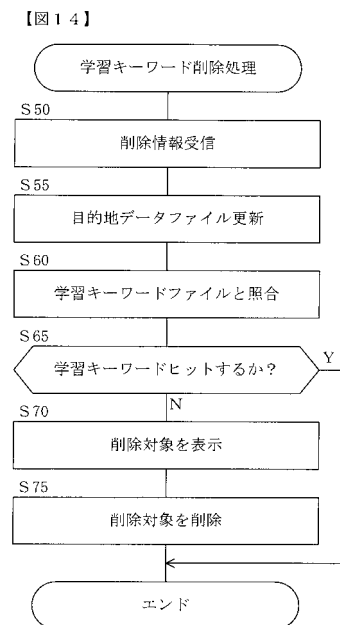 【図１４】
学習キーワード削除処理
S50
削除情報受信
S55
目的地データファイル更新
S60
学習キーワードファイルと照合
S65
学習キーワードヒットするか？
Y
N
S70
削除対象を表示
S75
削除対象を削除
エンド